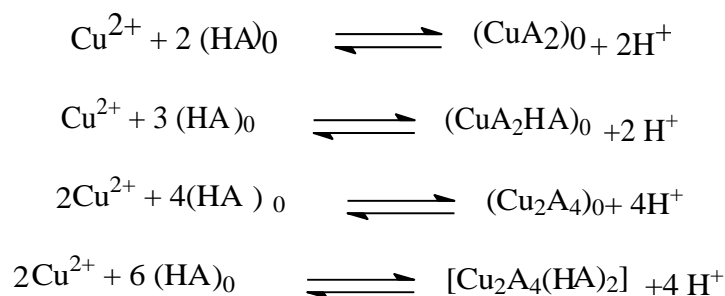 Cu²⁺ + 2 (HA)0 ⇌ (CuA2)0 + 2H⁺
Cu²⁺ + 3 (HA)₀ ⇌ (CuA₂HA)₀ +2 H⁺
2Cu²⁺ + 4(HA )₀ ⇌ (Cu₂A₄)₀+ 4H⁺
2Cu²⁺ + 6 (HA)₀ ⇌ [Cu₂A₄(HA)₂] +4 H⁺